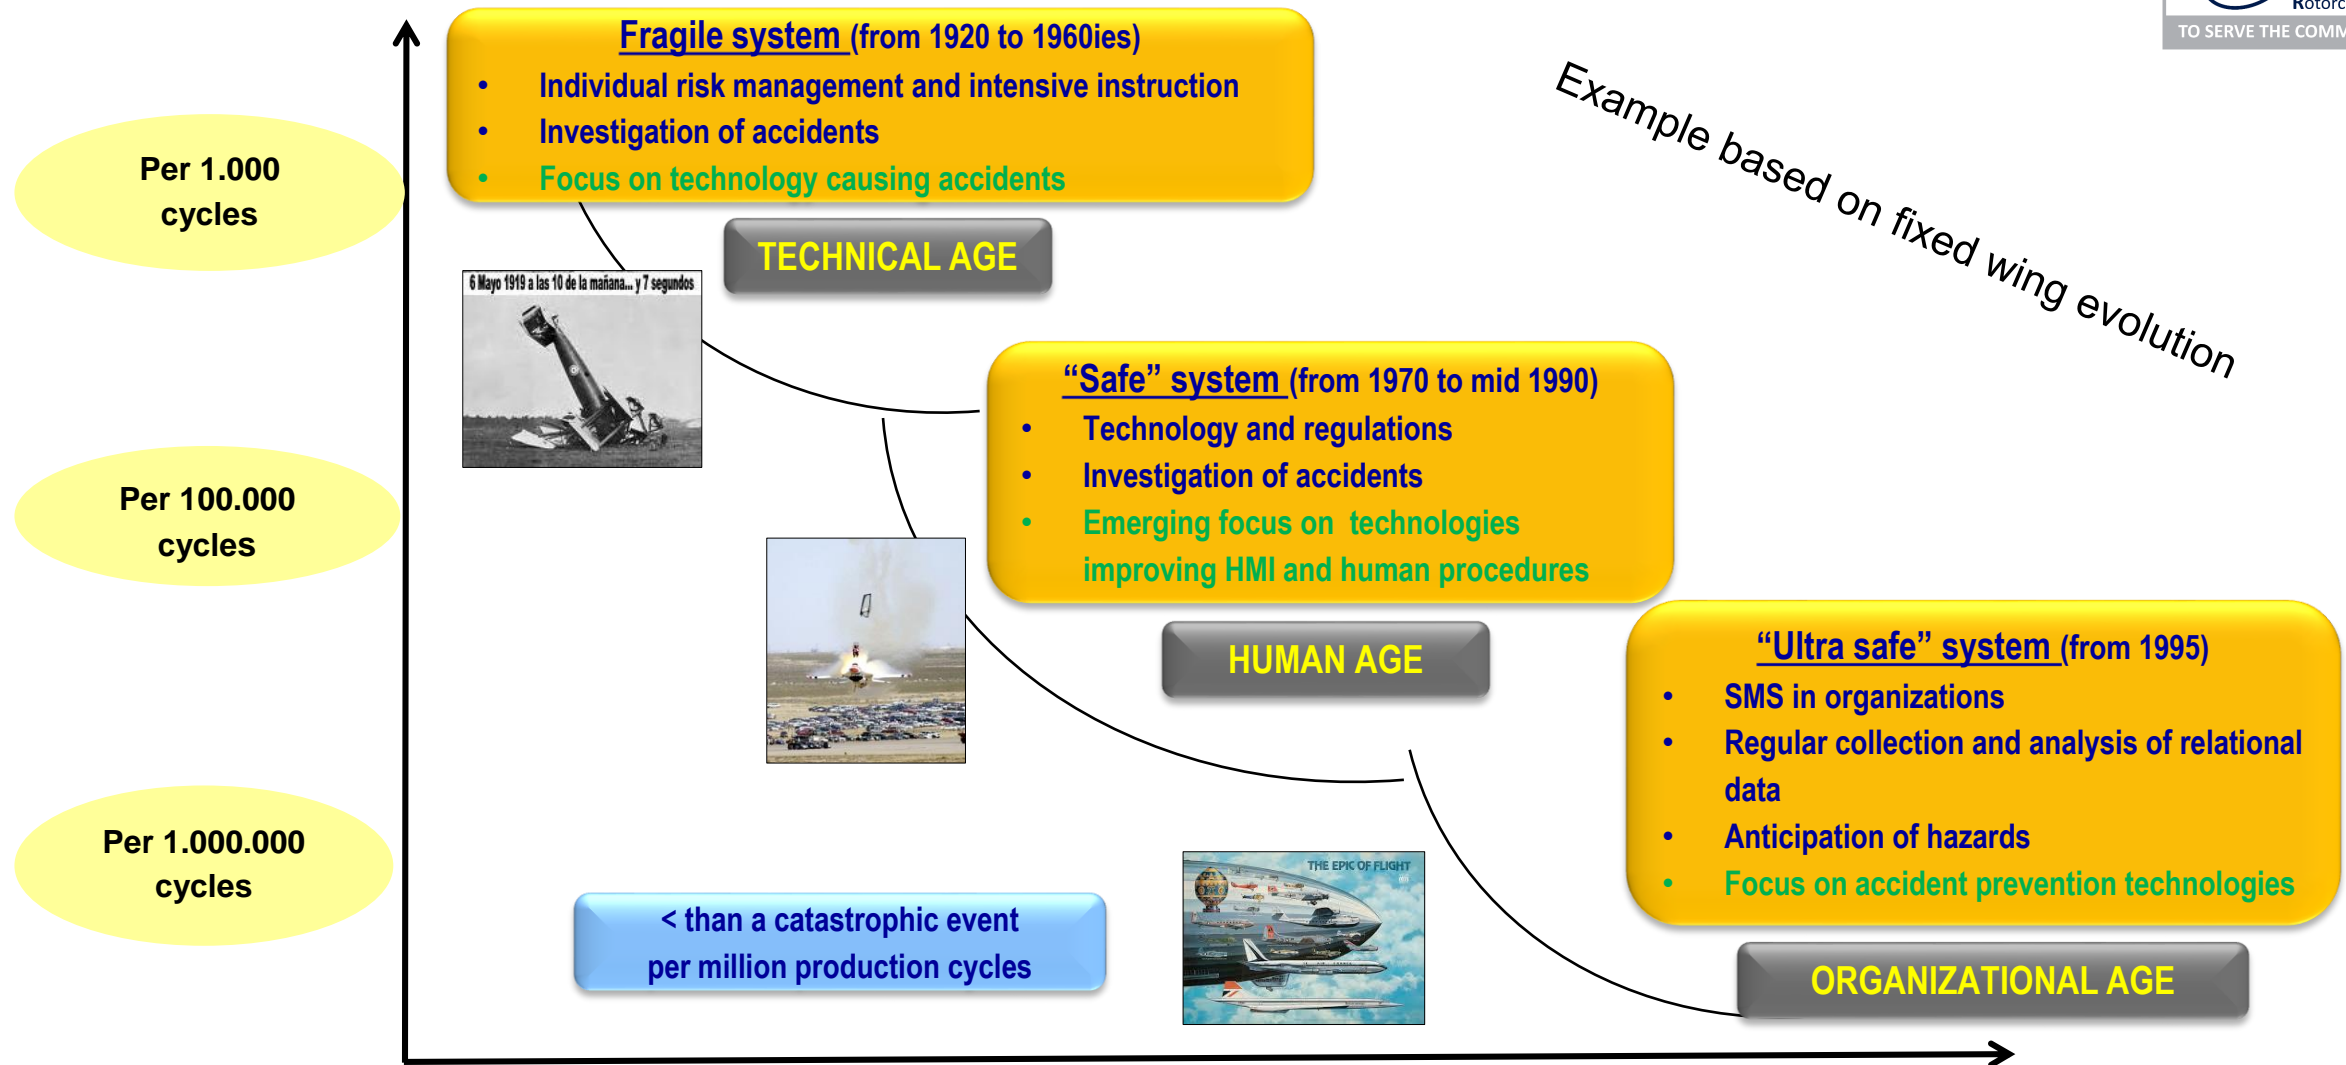 Rotorc
TO SERVE THE COMM
Fragile system (from 1920 to 1960ies)
• Individual risk management and intensive instruction
• Investigation of accidents
• Focus on technology causing accidents
Example based on fixed wing evolution
Per 1.000
cycles
TECHNICAL AGE
6 Mayo 1919 a las 10 de la mañana... y 7 segundos
“Safe” system (from 1970 to mid 1990)
• Technology and regulations
• Investigation of accidents
• Emerging focus on technologies
improving HMI and human procedures
Per 100.000
cycles
HUMAN AGE
“Ultra safe” system (from 1995)
• SMS in organizations
• Regular collection and analysis of relational
data
• Anticipation of hazards
• Focus on accident prevention technologies
Per 1.000.000
cycles
THE EPIC OF FLIGHT
< than a catastrophic event
per million production cycles
ORGANIZATIONAL AGE